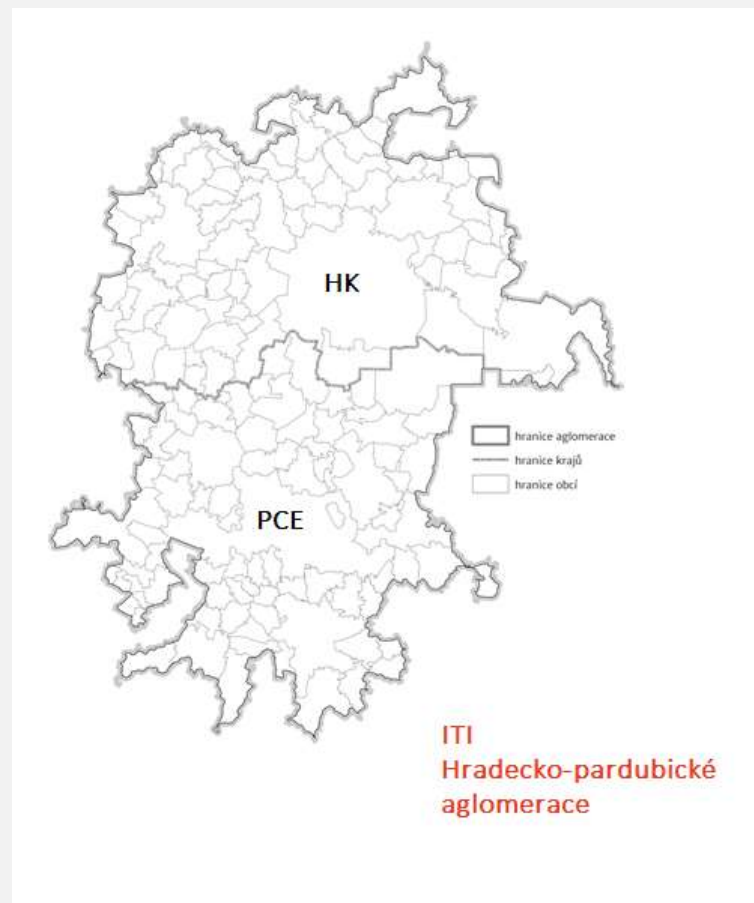 HK
hranice aglomerace
hranice krajů
hranice obcí
PCE
ITI
Hradecko-pardubické
aglomerace